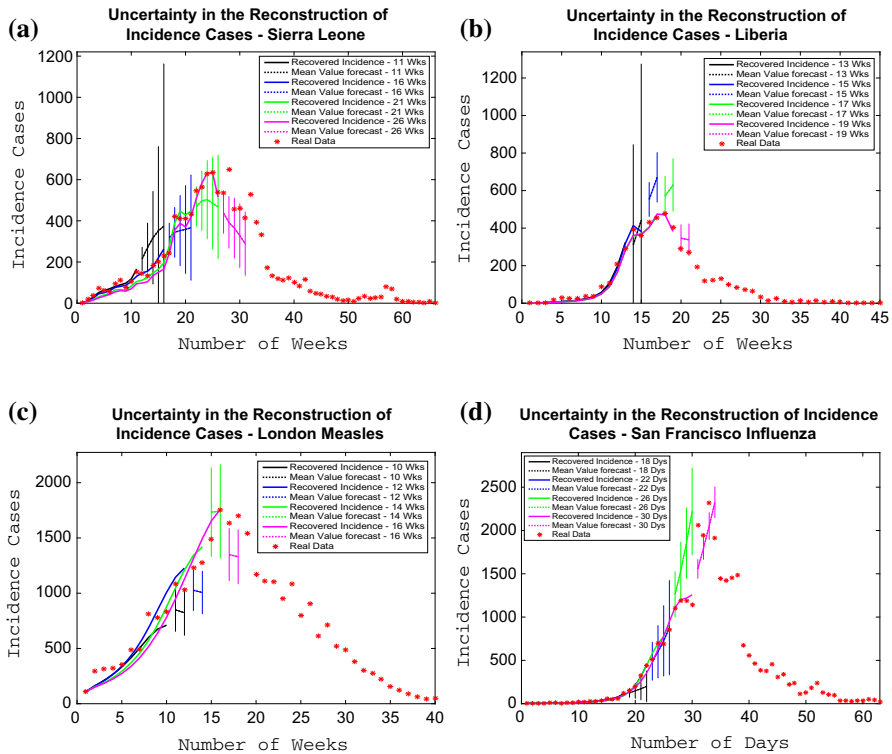 (a)
Uncertainty in the Reconstruction of
Incidence Cases - Sierra Leone
Recovered Incidence - 11 Wks
Mean Value forecast - 11 Wks
Recovered Incidence - 16 Wks
Mean Value forecast - 16 Wks
Recovered Incidence - 21 Wks
Mean Value forecast - 21 Wks
Recovered Incidence - 26 Wks
Mean Value forecast - 26 Wks
Real Data
Incidence Cases
1200
1000
800
600
400
200
0
0 10 20 30 40 50 60
Number of Weeks
(b)
Uncertainty in the Reconstruction of
Incidence Cases - Liberia
Recovered Incidence - 13 Wks
Mean Value forecast - 13 Wks
Recovered Incidence - 15 Wks
Mean Value forecast - 15 Wks
Recovered Incidence - 17 Wks
Mean Value forecast - 17 Wks
Recovered Incidence - 19 Wks
Mean Value forecast - 19 Wks
Real Data
Incidence Cases
1200
1000
800
600
400
200
0
0 5 10 15 20 25 30 35 40 45
Number of Weeks
(c)
Uncertainty in the Reconstruction of
Incidence Cases - London Measles
Recovered Incidence - 10 Wks
Mean Value forecast - 10 Wks
Recovered Incidence - 12 Wks
Mean Value forecast - 12 Wks
Recovered Incidence - 14 Wks
Mean Value forecast - 14 Wks
Recovered Incidence - 16 Wks
Mean Value forecast - 16 Wks
Real Data
Incidence Cases
2000
1500
1000
500
0
0 5 10 15 20 25 30 35 40
Number of Weeks
(d)
Uncertainty in the Reconstruction of Incidence
Cases - San Francisco Influenza
Recovered Incidence - 18 Dys
Mean Value forecast - 18 Dys
Recovered Incidence - 22 Dys
Mean Value forecast - 22 Dys
Recovered Incidence - 26 Dys
Mean Value forecast - 26 Dys
Recovered Incidence - 30 Dys
Mean Value forecast - 30 Dys
Real Data
Incidence Cases
2500
2000
1500
1000
500
0
0 10 20 30 40 50 60
Number of Days